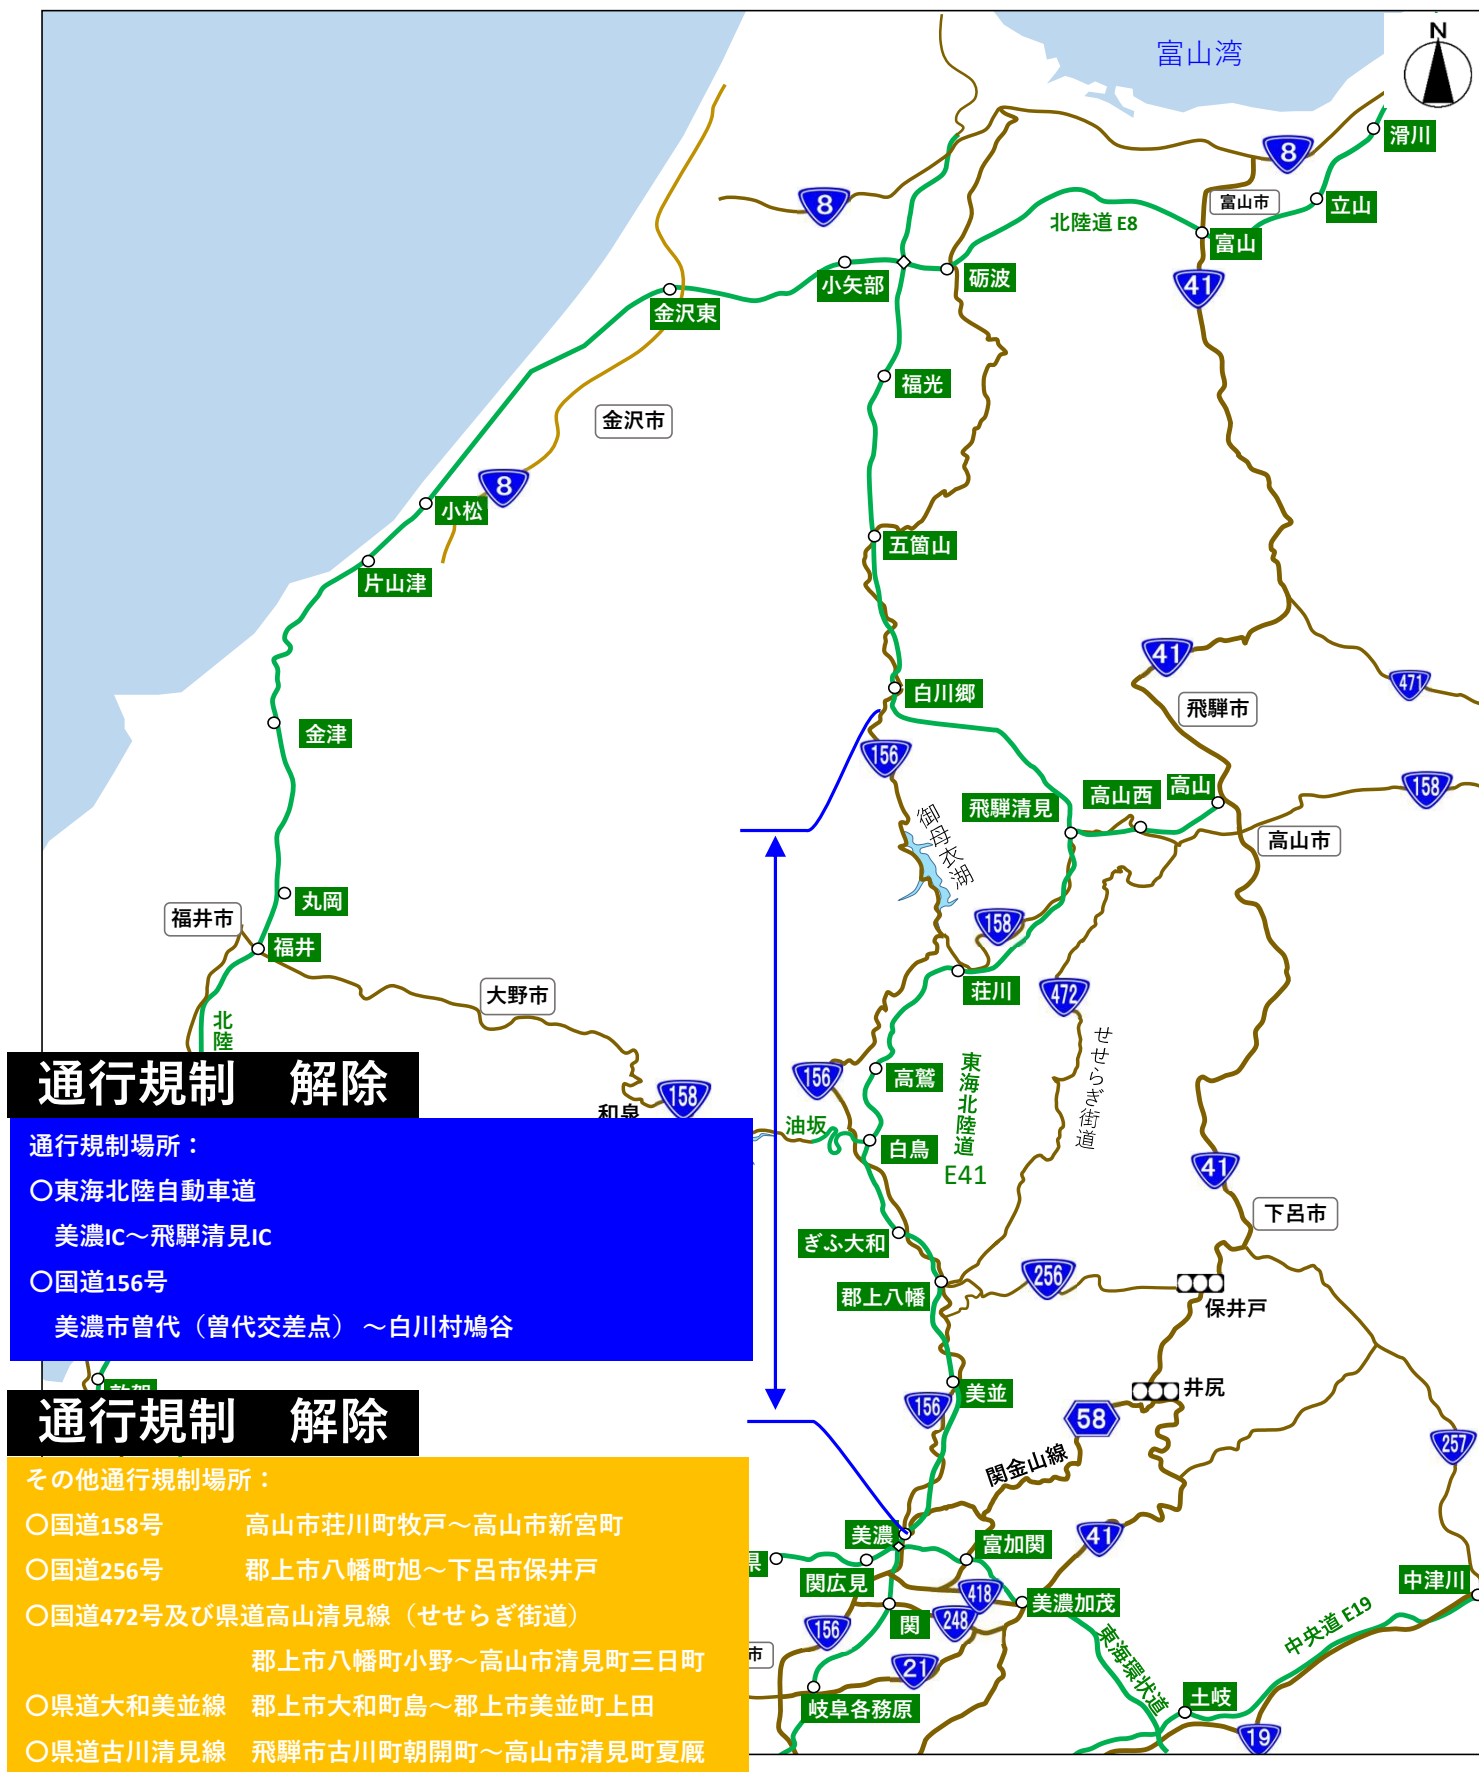 富山湾
N
滑川
8
立山
富山市
8
北陸道 E8
富山
小矢部
砺波
41
金沢東
福光
金沢市
8
小松
五箇山
片山津
41
471
白川郷
飛騨市
金津
156
高山
158
高山西
飛騨清見
御母衣湖
高山市
丸岡
福井市
158
福井
荘川
472
大野市
北陸
せせらぎ街道
東海北陸道
E41
高鷲
156
158
和泉
油坂
白鳥
41
下呂市
ぎふ大和
256
郡上八幡
保井戸
通行規制 解除
通行規制場所：
〇東海北陸自動車道
美濃IC～飛騨清見IC
〇国道156号
美濃市曽代（曽代交差点）～白川村鳩谷
美並
井尻
156
58
257
関金山線
通行規制 解除
その他通行規制場所：
〇国道158号 高山市荘川町牧戸～高山市新宮町
〇国道256号 郡上市八幡町旭～下呂市保井戸
〇国道472号及び県道高山清見線（せせらぎ街道）
郡上市八幡町小野～高山市清見町三日町
〇県道大和美並線 郡上市大和町島～郡上市美並町上田
〇県道古川清見線 飛騨市古川町朝開町～高山市清見町夏厩
美濃
富加関
41
県
関広見
418
美濃加茂
中津川
関
248
156
市
21
東海環状道
中央道 E19
岐阜各務原
土岐
19